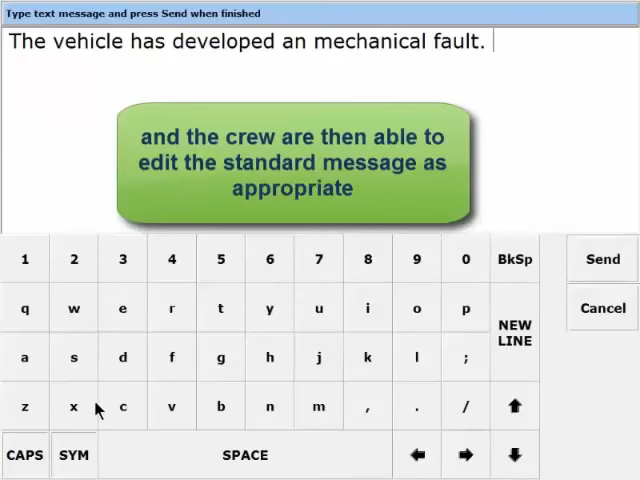 Type text message and press Send when finished
The vehicle has developed an mechanical fault.
and the crew are then able to
edit the standard message as
appropriate
1 2 3 4 5 6 7 8 9 0 BkSp Send
q w e r t y u i o p Cancel
NEW
LINE
a s d f g h j k l ;
z x c v b n m , . /
CAPS SYM SPACE